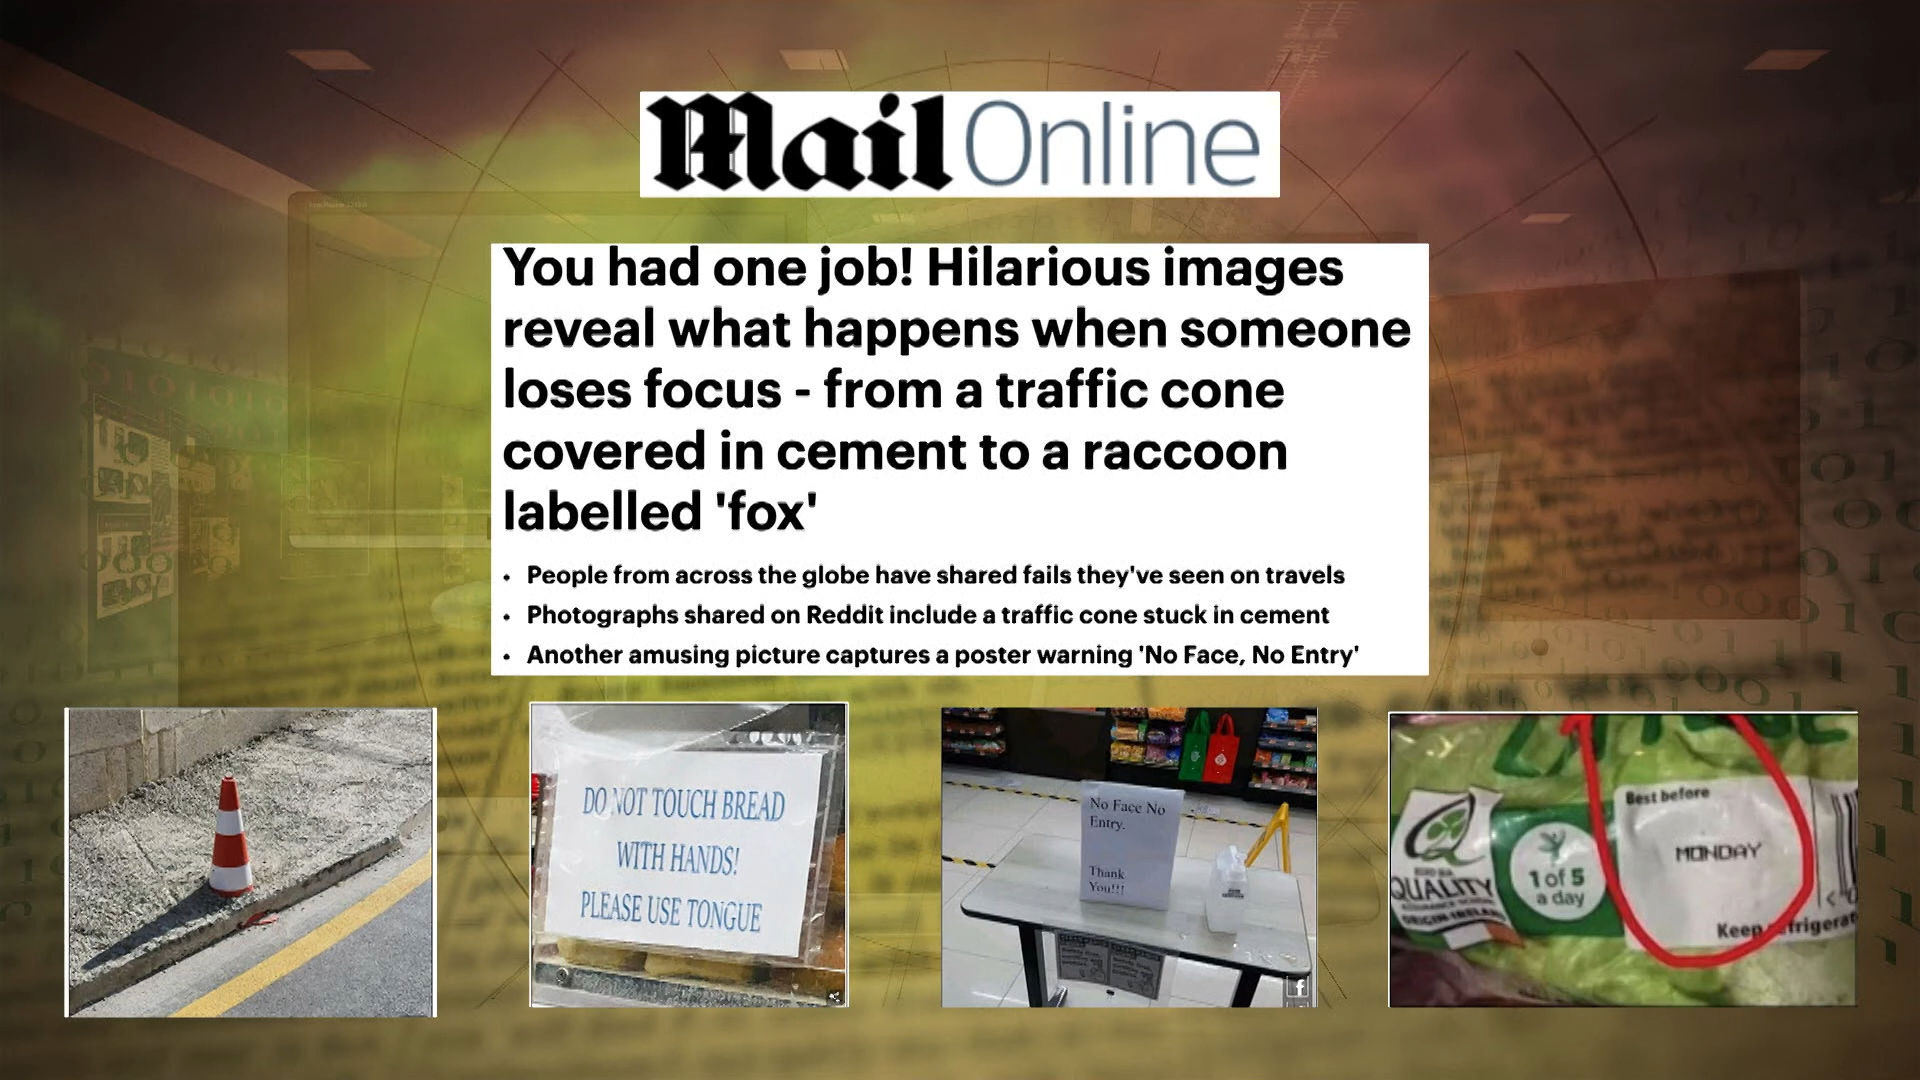 Mail Online
You had one job! Hilarious images
reveal what happens when someone
loses focus - from a traffic cone
covered in cement to a raccoon
labelled 'fox'
• People from across the globe have shared fails they've seen on travels
• Photographs shared on Reddit include a traffic cone stuck in cement
• Another amusing picture captures a poster warning 'No Face, No Entry'
DO NOT TOUCH BREAD
WITH HANDS!
PLEASE USE TONGUE
No Face No
Entry.
Thank
You!!!
QUALITY
1 of 5
a day
Best before
MONDAY
Keep